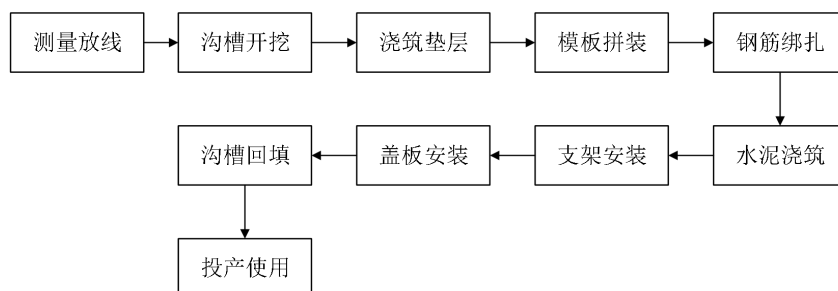 测量放线
沟槽开挖
浇筑垫层
模板拼装
钢筋绑扎
水泥浇筑
支架安装
盖板安装
沟槽回填
投产使用